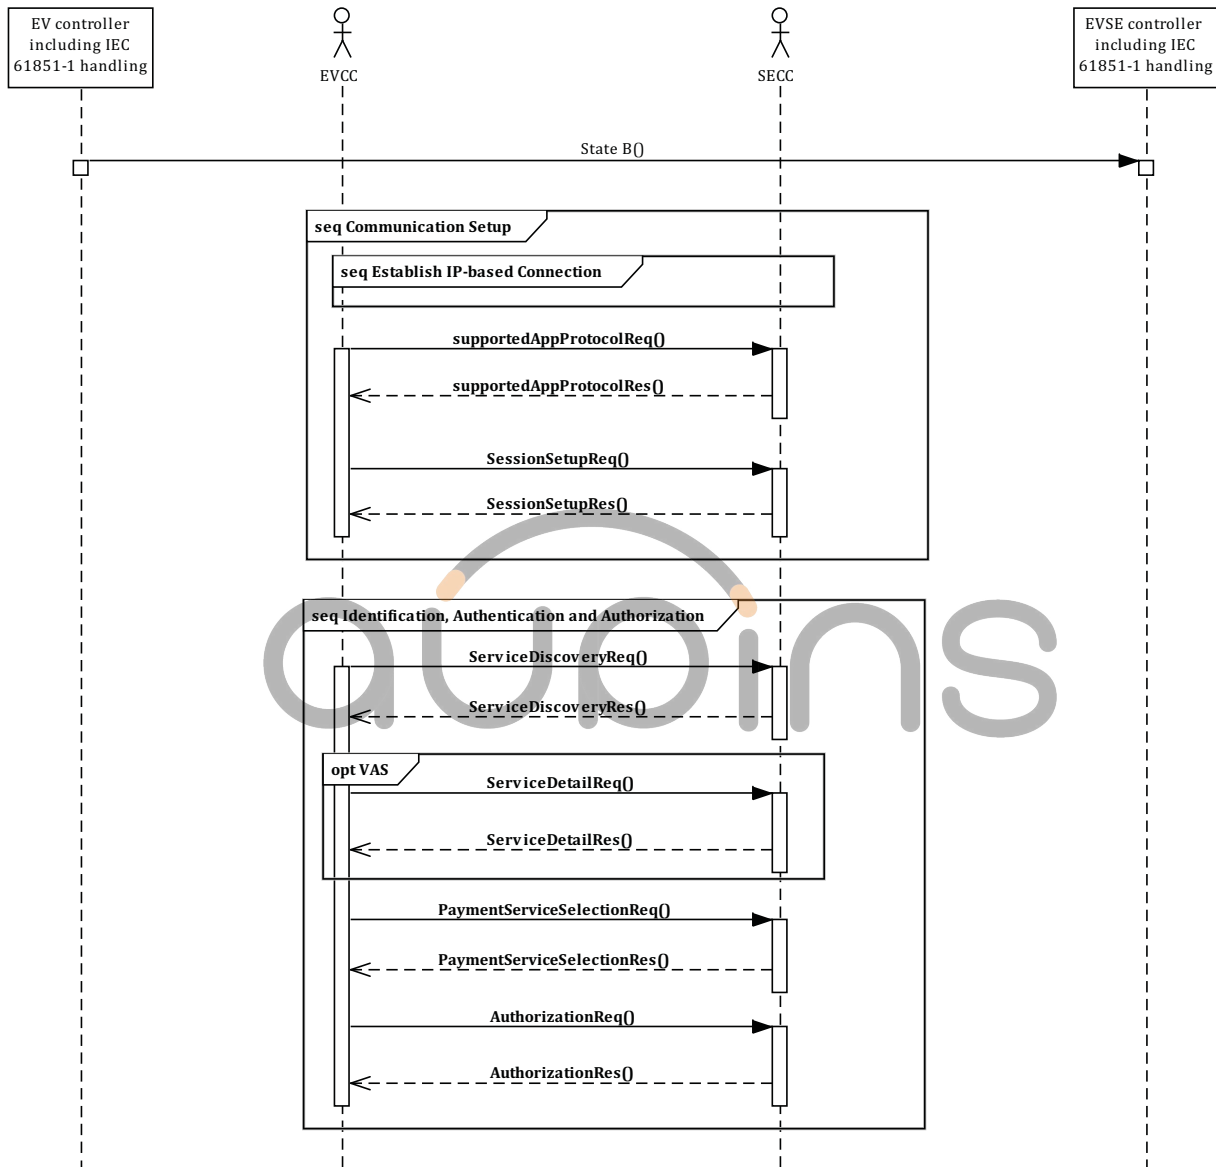 EV controller
including IEC
61851-1 handling
EVCC
SECC
EVSE controller
including IEC
61851-1 handling
State B()
seq Communication Setup
seq Establish IP-based Connection
supportedAppProtocolReq()
supportedAppProtocolRes()
SessionSetupReq()
SessionSetupRes()
seq Identification, Authentication and Authorization
ServiceDiscoveryReq()
ServiceDiscoveryRes()
opt VAS
ServiceDetailReq()
ServiceDetailRes()
PaymentServiceSelectionReq()
PaymentServiceSelectionRes()
AuthorizationReq()
AuthorizationRes()
aupins